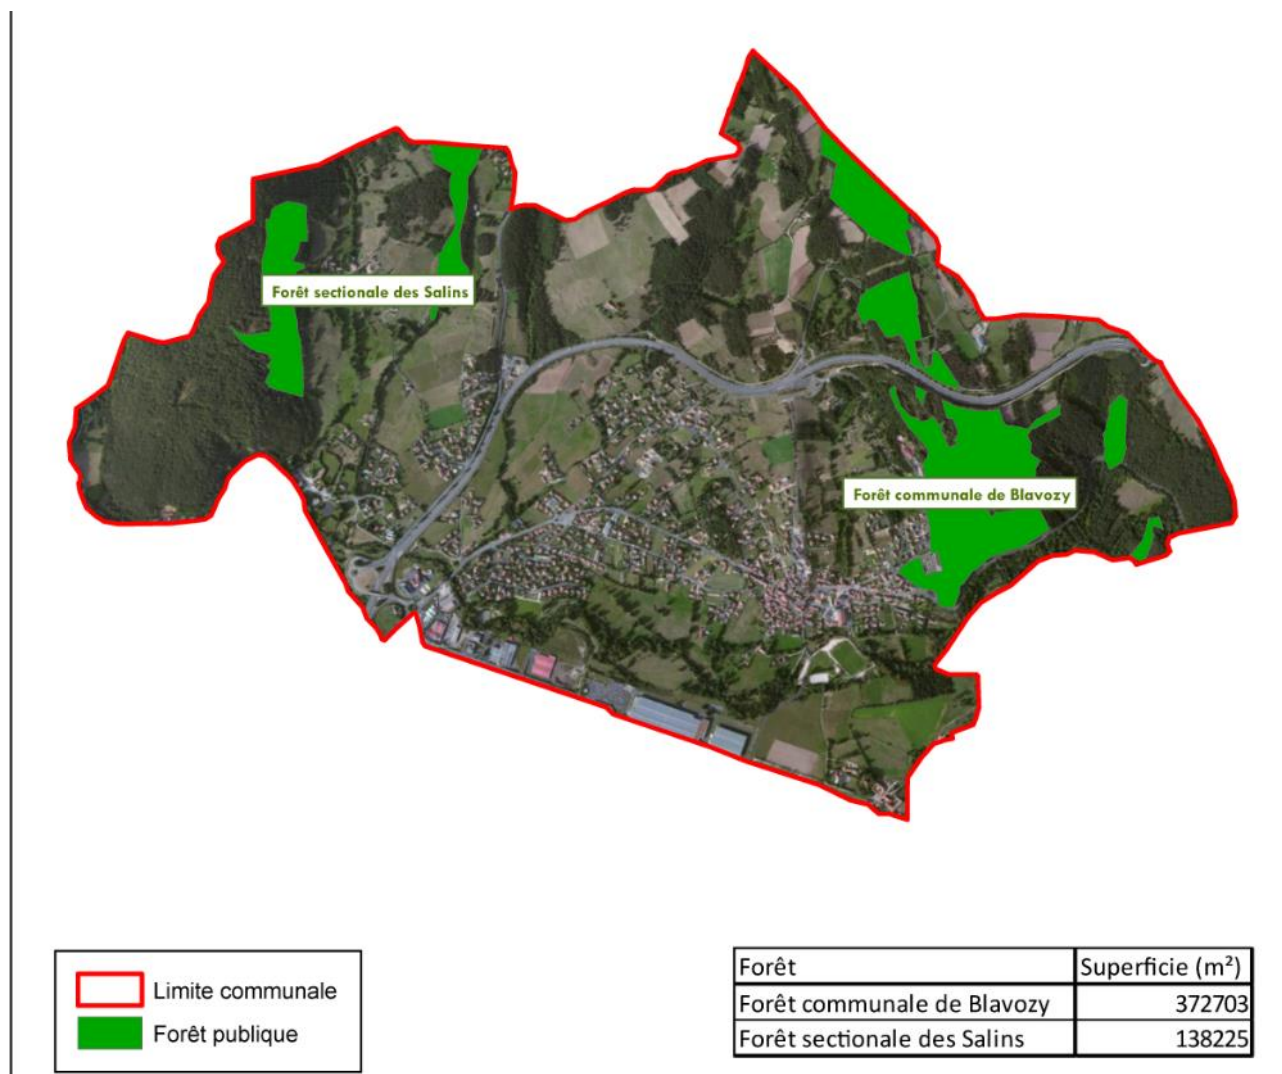 Forêt sectionale des Salins
Forêt communale de Blavozy
Limite communale
Forêt publique
Forêt Superficie (m²)
Forêt communale de Blavozy 372703
Forêt sectionale des Salins 138225